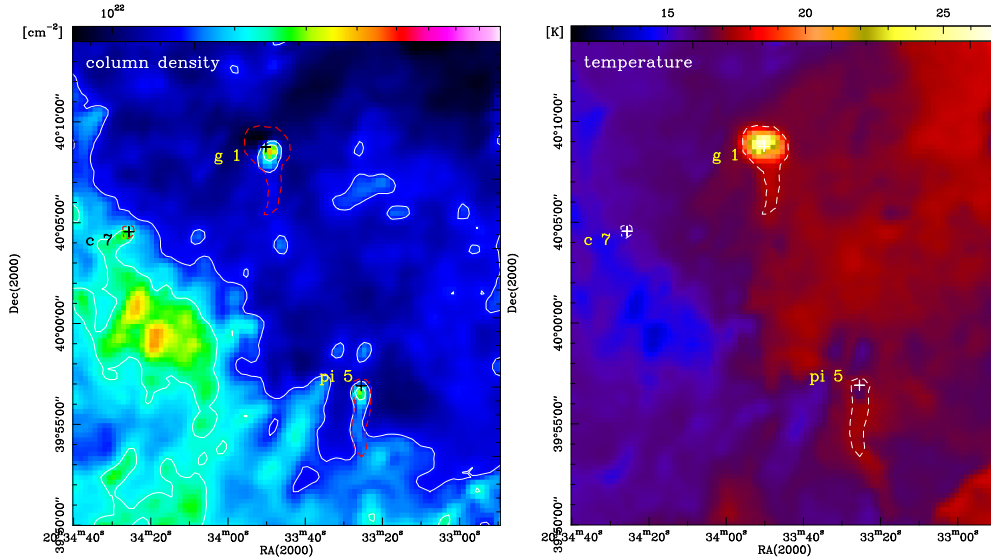 10²² 15 20 25
[cm⁻²] [K]
column density temperature
40°10'00"
g 1 g 1
40°05'00"
c 7 c 7
Dec(2000) Dec(2000)
40°00'00"
pi 5 pi 5
39°55'00"
39°50'00"
20ʰ34ᵐ40ˢ 34ᵐ20ˢ 34ᵐ00ˢ 33ᵐ40ˢ 33ᵐ20ˢ 33ᵐ00ˢ
RA(2000)
40°10'00"
40°05'00"
40°00'00"
39°55'00"
39°50'00"
20ʰ34ᵐ40ˢ 34ᵐ20ˢ 34ᵐ00ˢ 33ᵐ40ˢ 33ᵐ20ˢ 33ᵐ00ˢ
RA(2000)